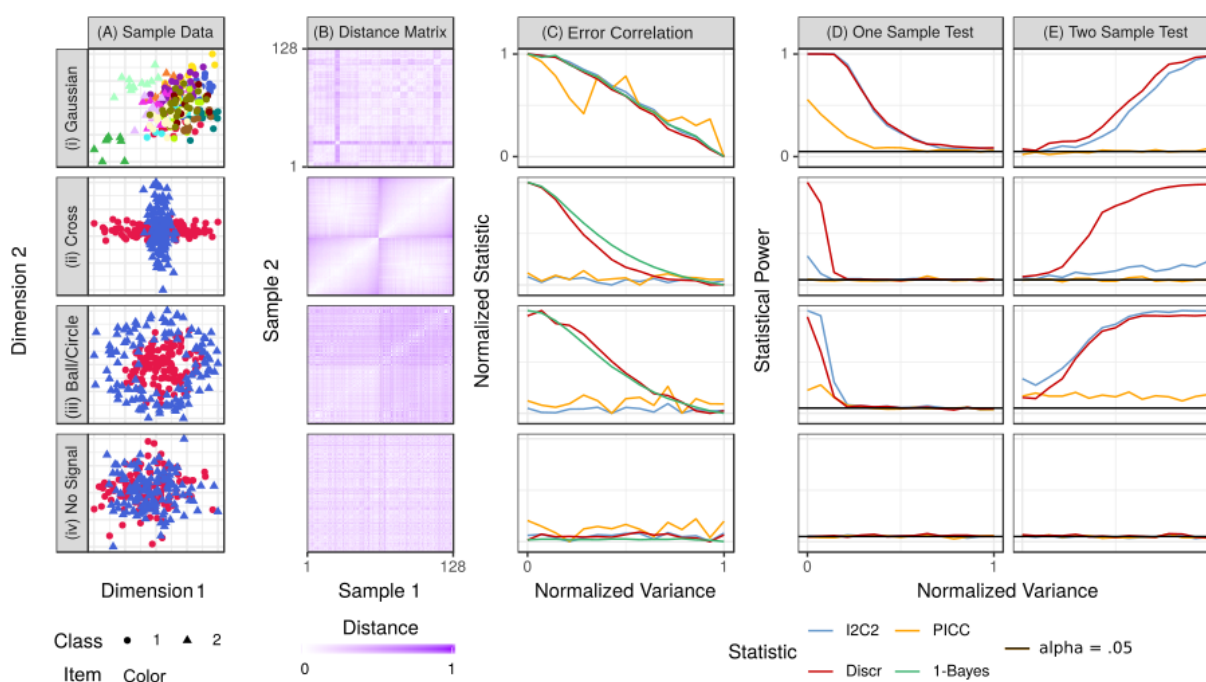 (A) Sample Data
(B) Distance Matrix
(C) Error Correlation
(D) One Sample Test
(E) Two Sample Test
(i) Gaussian
(ii) Cross
(iii) Ball/Circle
(iv) No Signal
Dimension 2
Dimension 1
128
1
Sample 2
1
128
Sample 1
1
0
Normalized Statistic
0
1
Normalized Variance
1
0
Statistical Power
0
1
Normalized Variance
Class 1 2
Item Color
Distance
0 1
Statistic
I2C2
PICC
Discr
1-Bayes
alpha = .05